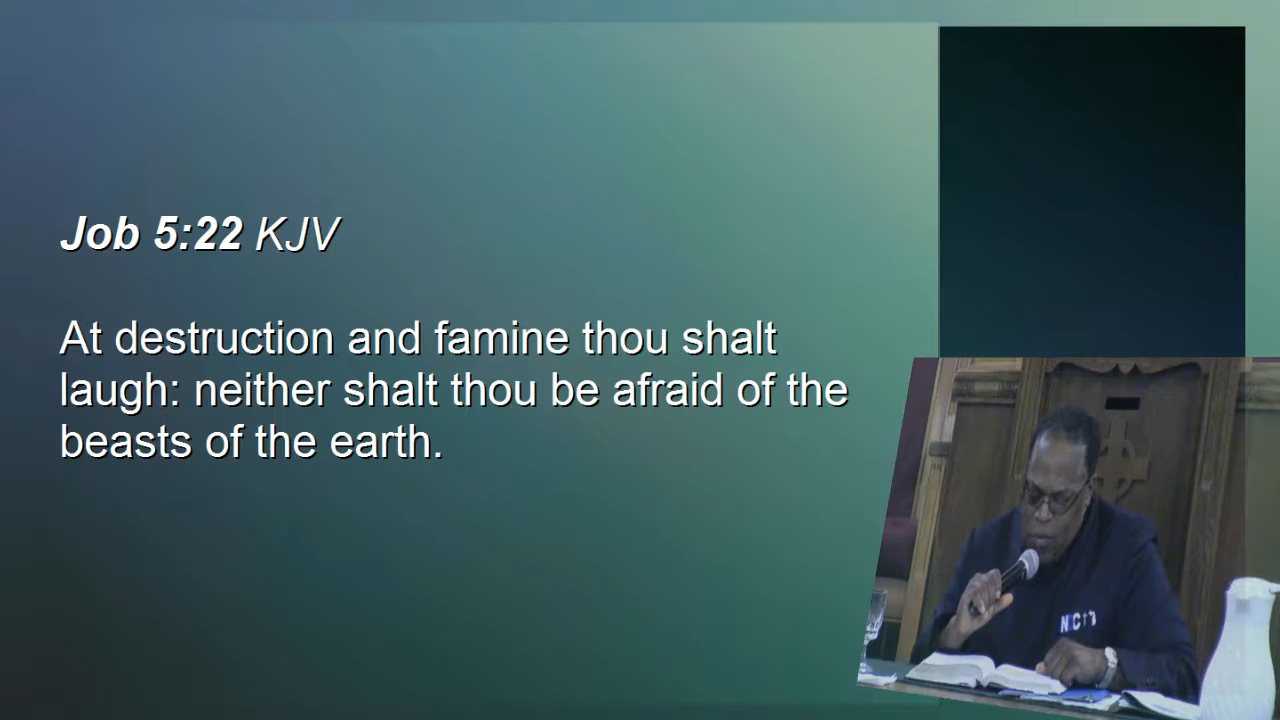 Job 5:22 KJV
At destruction and famine thou shalt
laugh: neither shalt thou be afraid of the
beasts of the earth.